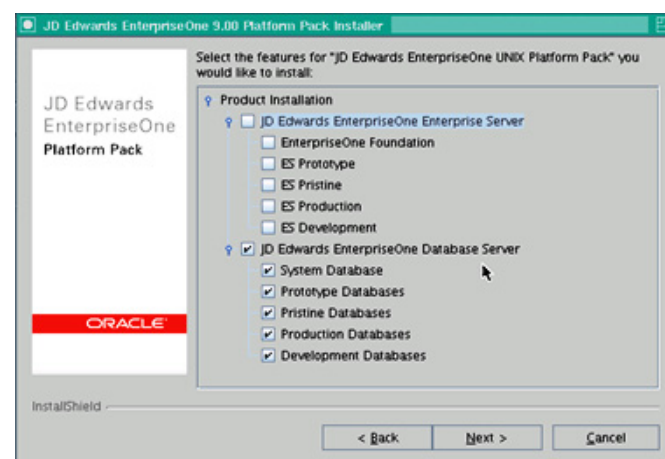 JD Edwards EnterpriseOne 9.00 Platform Pack Installer
Select the features for "JD Edwards EnterpriseOne UNIX Platform Pack" you
would like to install:
JD Edwards
EnterpriseOne
Platform Pack
ORACLE
Product Installation
JD Edwards EnterpriseOne Enterprise Server
EnterpriseOne Foundation
ES Prototype
ES Pristine
ES Production
ES Development
JD Edwards EnterpriseOne Database Server
System Database
Prototype Databases
Pristine Databases
Production Databases
Development Databases
InstallShield
< Back
Next >
Cancel